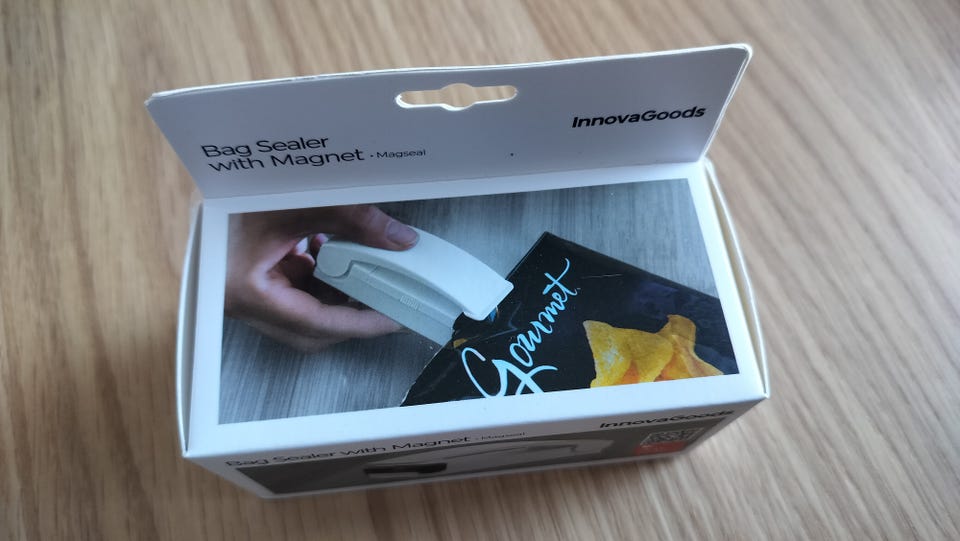 InnovaGoods
Bag Sealer
with Magnet · Magseal
Gourmet
Bag Sealer with Magnet · Magseal
InnovaGoods